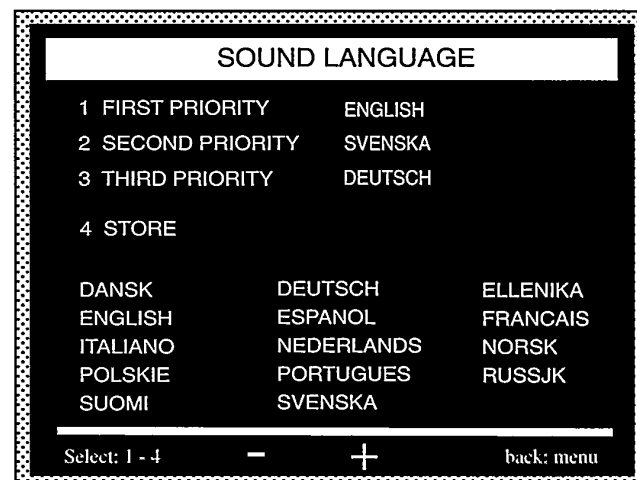 SOUND LANGUAGE
1 FIRST PRIORITY ENGLISH
2 SECOND PRIORITY SVENSKA
3 THIRD PRIORITY DEUTSCH
4 STORE
DANSK DEUTSCH ELLENIKA
ENGLISH ESPANOL FRANCAIS
ITALIANO NEDERLANDS NORSK
POLSKIE PORTUGUES RUSSJK
SUOMI SVENSKA
Select: 1 - 4 − + back: menu